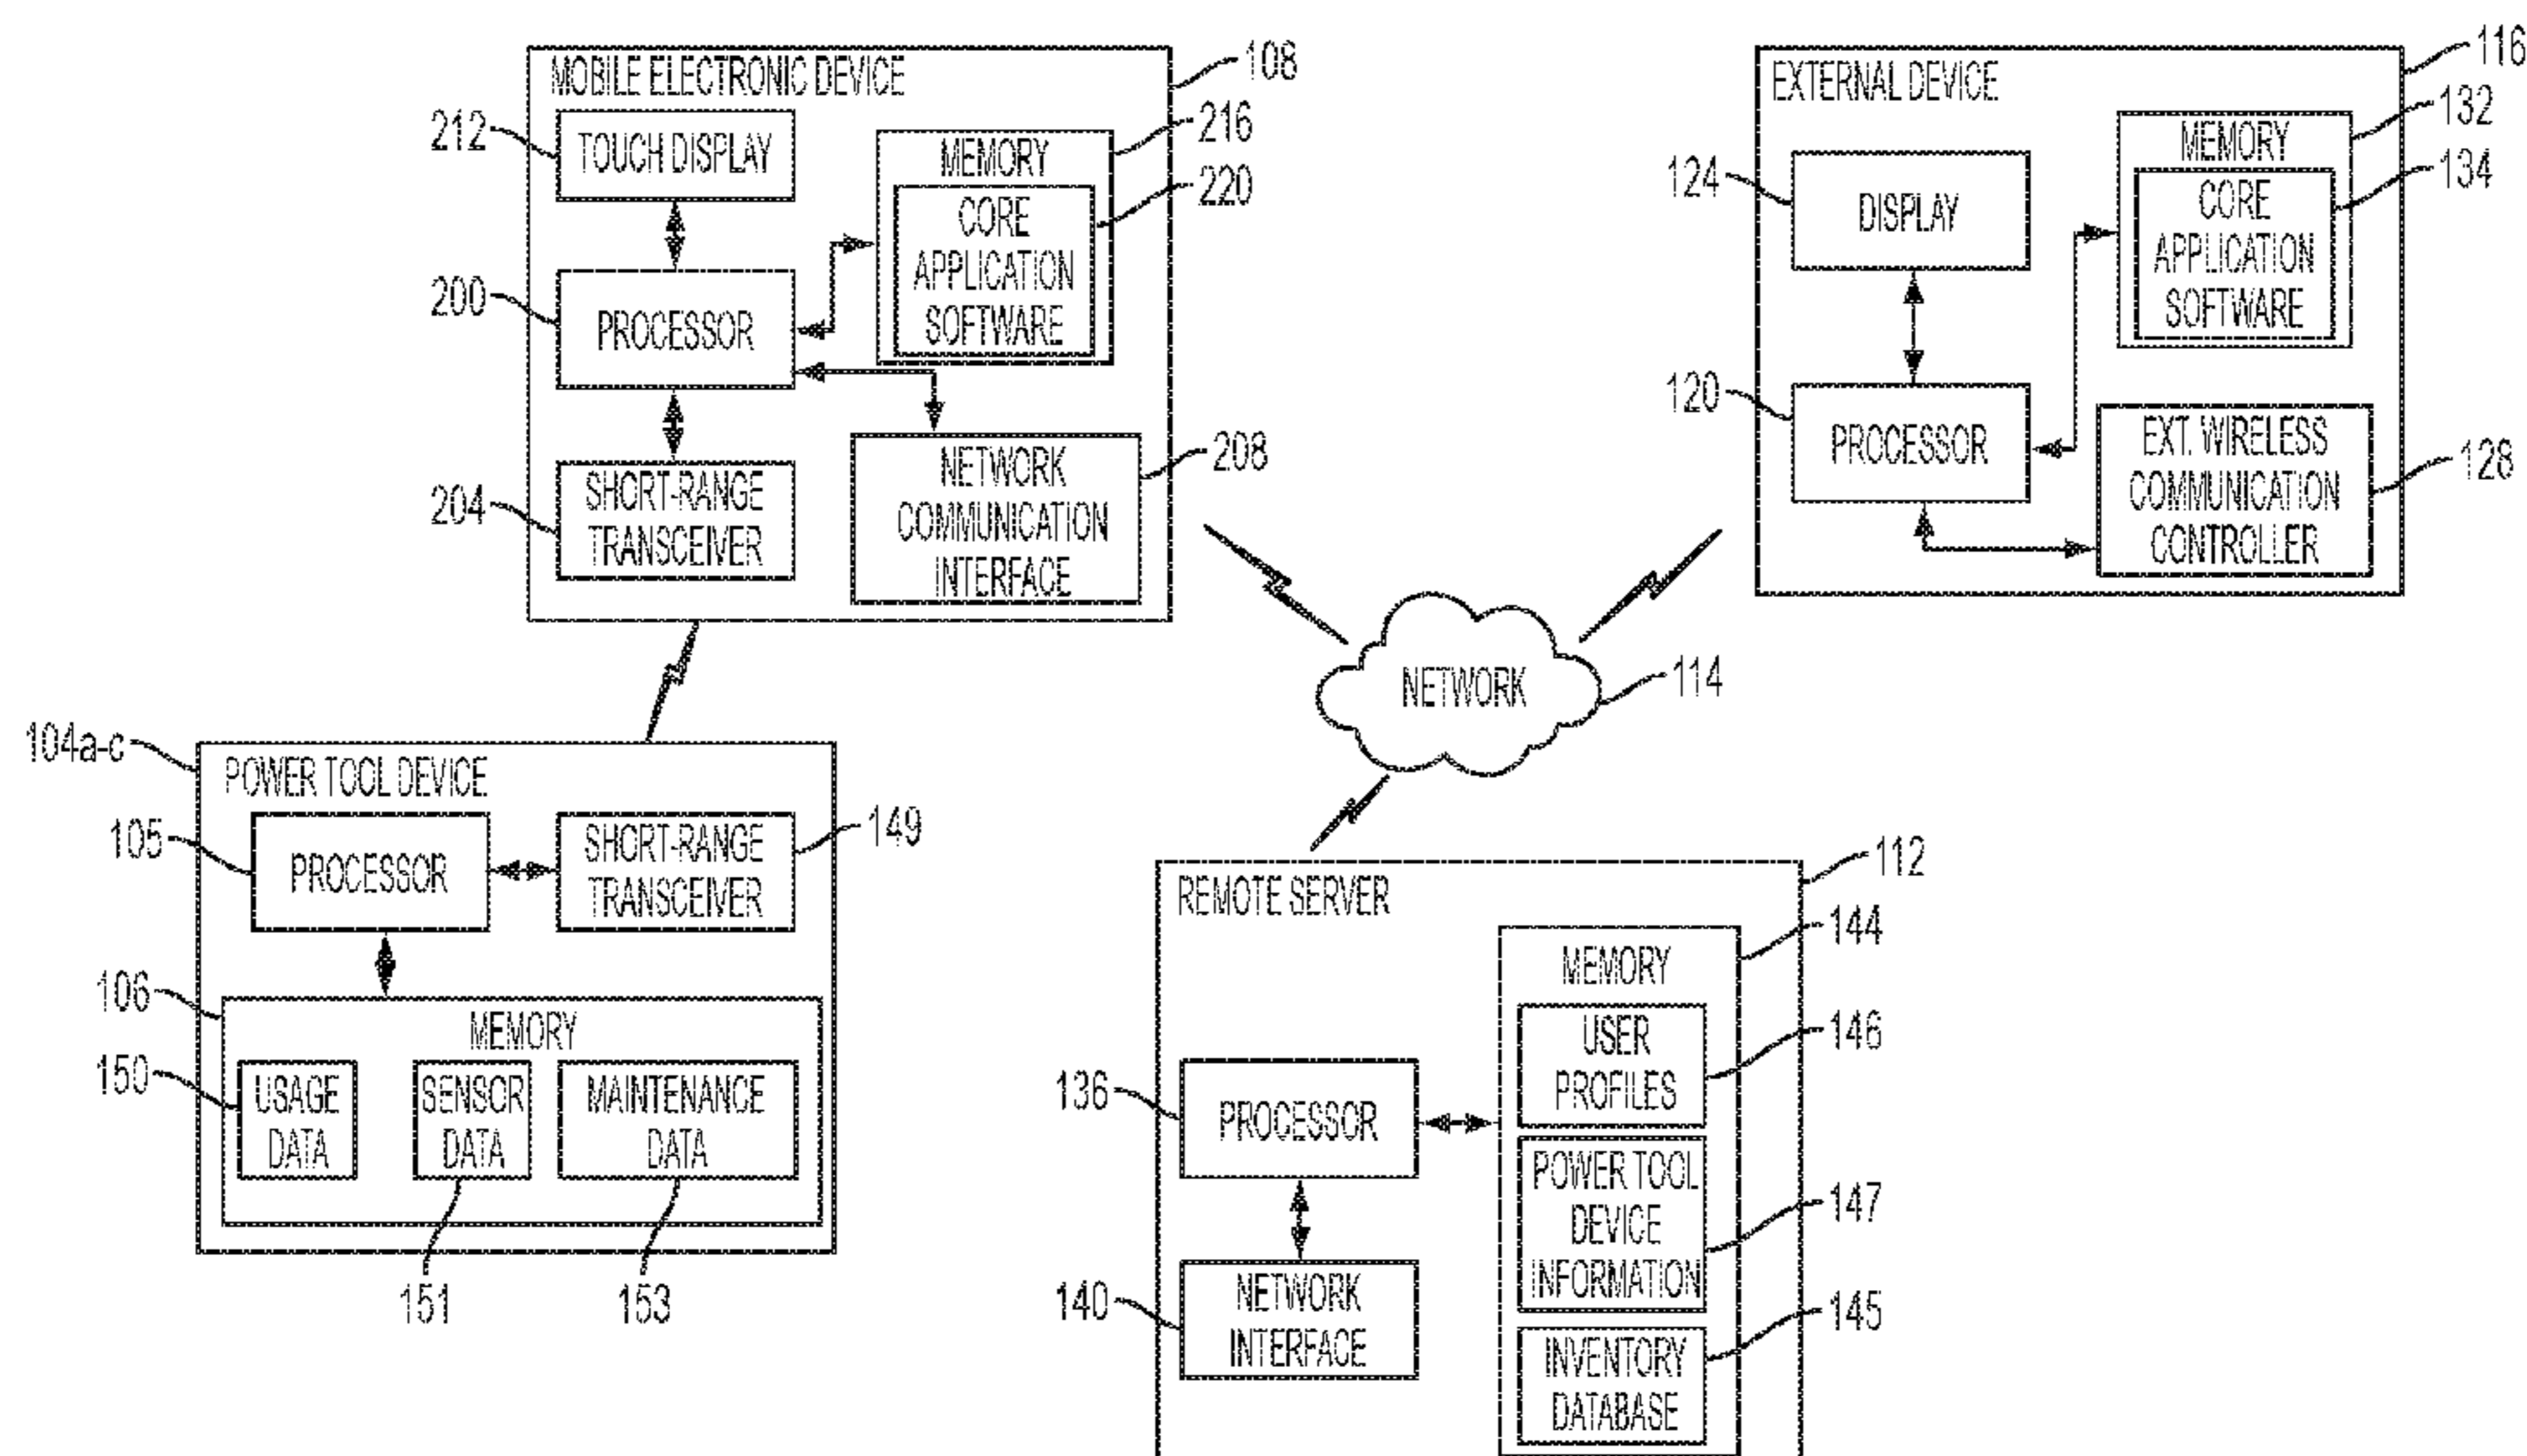 MOBILE ELECTRONIC DEVICE
108
212
TOUCH DISPLAY
216
MEMORY
220
CORE
APPLICATION
SOFTWARE
200
PROCESSOR
204
SHORT-RANGE
TRANSCEIVER
208
NETWORK
COMMUNICATION
INTERFACE
EXTERNAL DEVICE
116
132
MEMORY
134
CORE
APPLICATION
SOFTWARE
124
DISPLAY
120
PROCESSOR
EXT. WIRELESS
COMMUNICATION
CONTROLLER
128
NETWORK
114
104a-c
POWER TOOL DEVICE
105
PROCESSOR
SHORT-RANGE
TRANSCEIVER
149
106
MEMORY
150
USAGE
DATA
SENSOR
DATA
MAINTENANCE
DATA
151
153
112
REMOTE SERVER
144
MEMORY
USER
PROFILES
146
136
PROCESSOR
POWER TOOL
DEVICE
INFORMATION
147
140
NETWORK
INTERFACE
145
INVENTORY
DATABASE